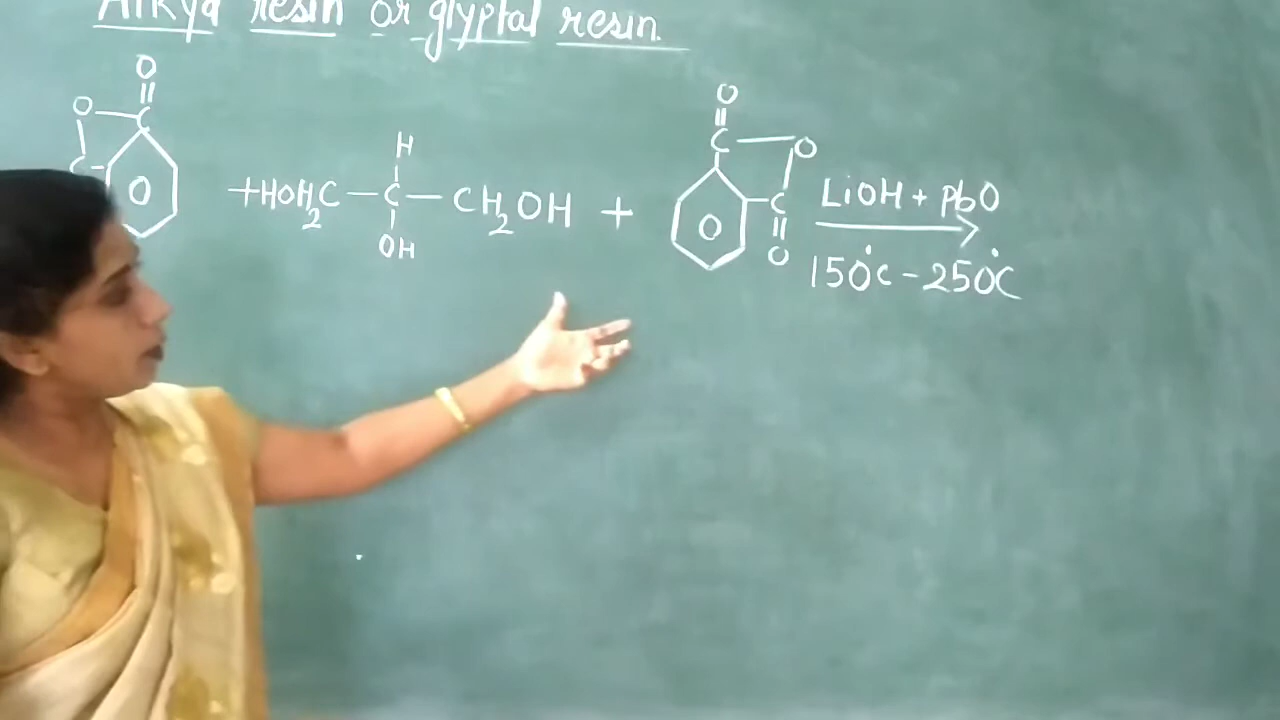 Alkyd resin or glyptal resin
O
O C
H
C
+ HOH₂C — C — CH₂OH +
OH
O
C O
C
O
LiOH + PbO
150°C - 250°C